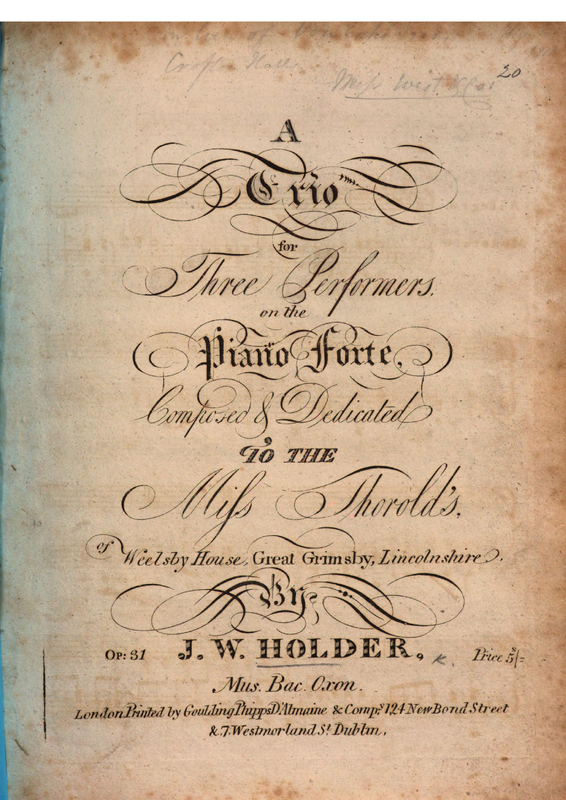 20
A
Trio
for
Three Performers.
on the
Piano Forte,
Composed & Dedicated
TO THE
Miſs Thorold's,
of Weelsby House, Great Grimsby, Lincolnshire.
By
OP: 31 J. W. HOLDER. Price 5s/=
Mus. Bac. Oxon.
London Printed by Goulding Phipps D'Almaine & Compy. 124 New Bond Street
& 7. Westmorland St. Dublin.